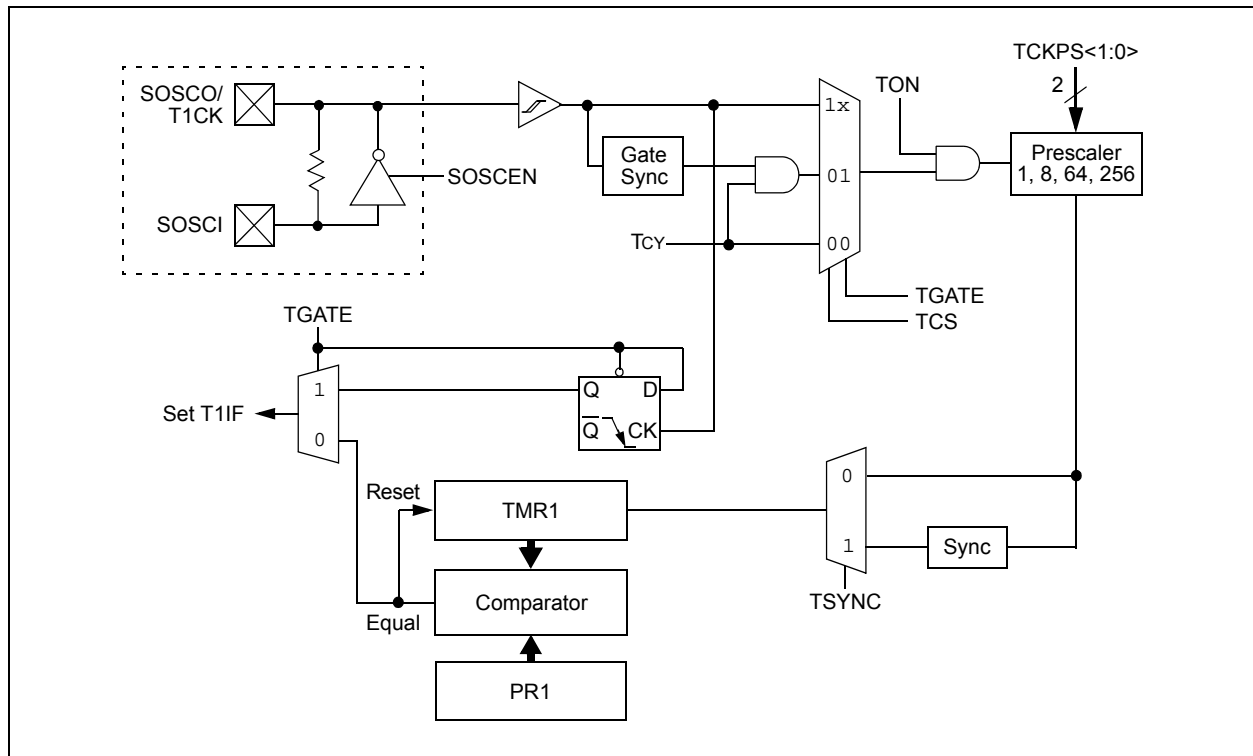 TCKPS<1:0>
SOSCO/
T1CK
TON
2
1x
Gate
Sync
Prescaler
1, 8, 64, 256
SOSCEN
01
SOSCI
TCY
00
TGATE
TCS
TGATE
1
Q
D
Set T1IF
Q
CK
0
Reset
0
TMR1
1
Sync
Comparator
TSYNC
Equal
PR1